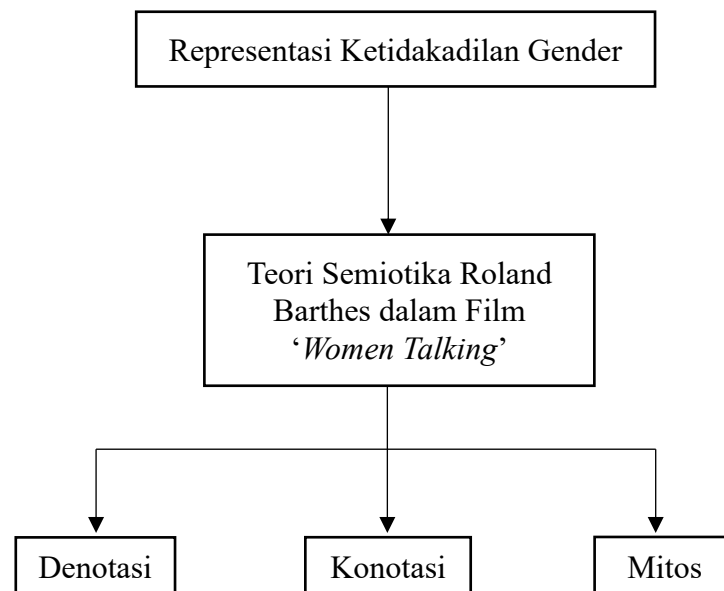 Representasi Ketidakadilan Gender
Teori Semiotika Roland
Barthes dalam Film
‘Women Talking’
Denotasi
Konotasi
Mitos